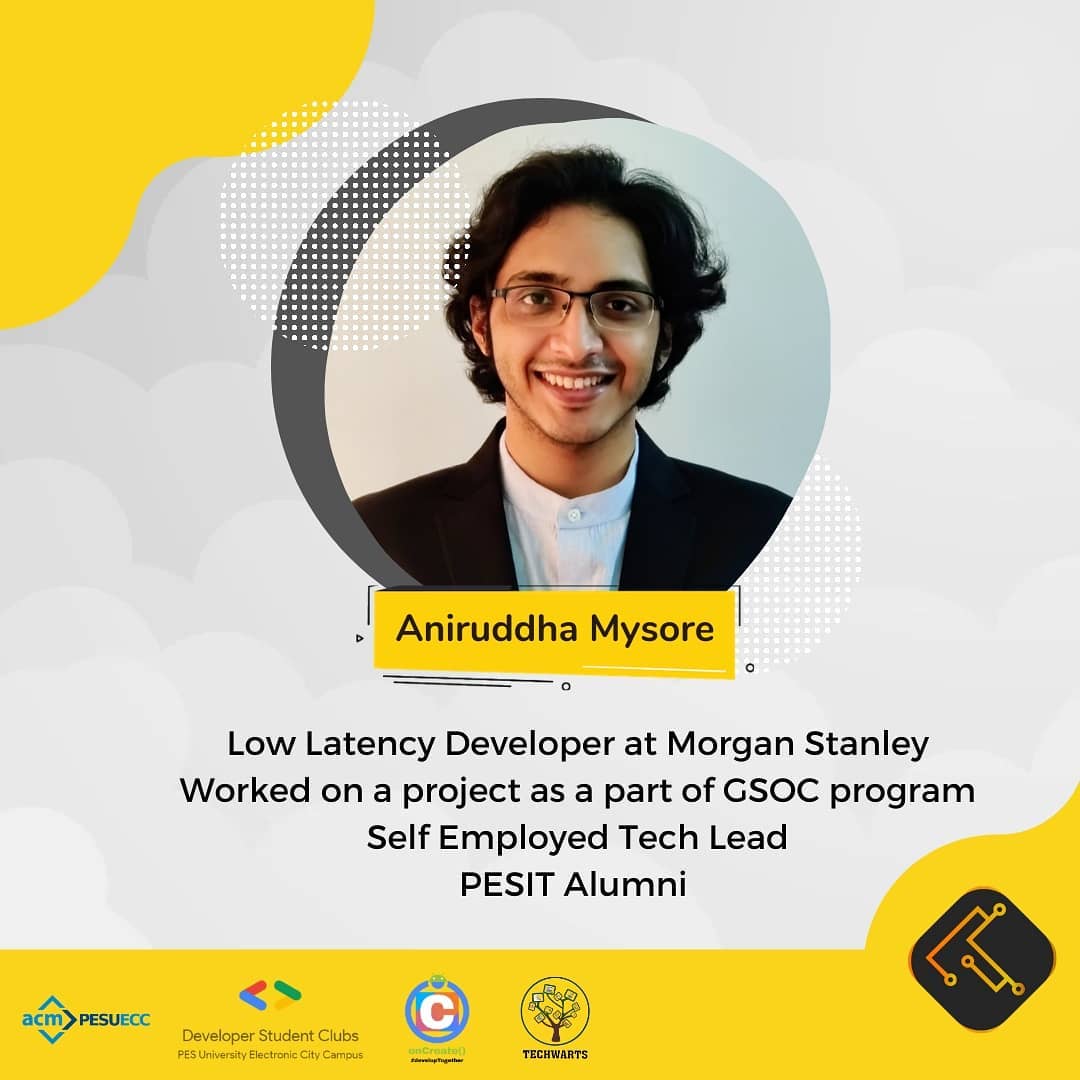 Aniruddha Mysore
Low Latency Developer at Morgan Stanley
Worked on a project as a part of GSOC program
Self Employed Tech Lead
PESIT Alumni
acm PESUECC
Developer Student Clubs
PES University Electronic City Campus
C
onCreate()
#developTogether
TECHWARTS